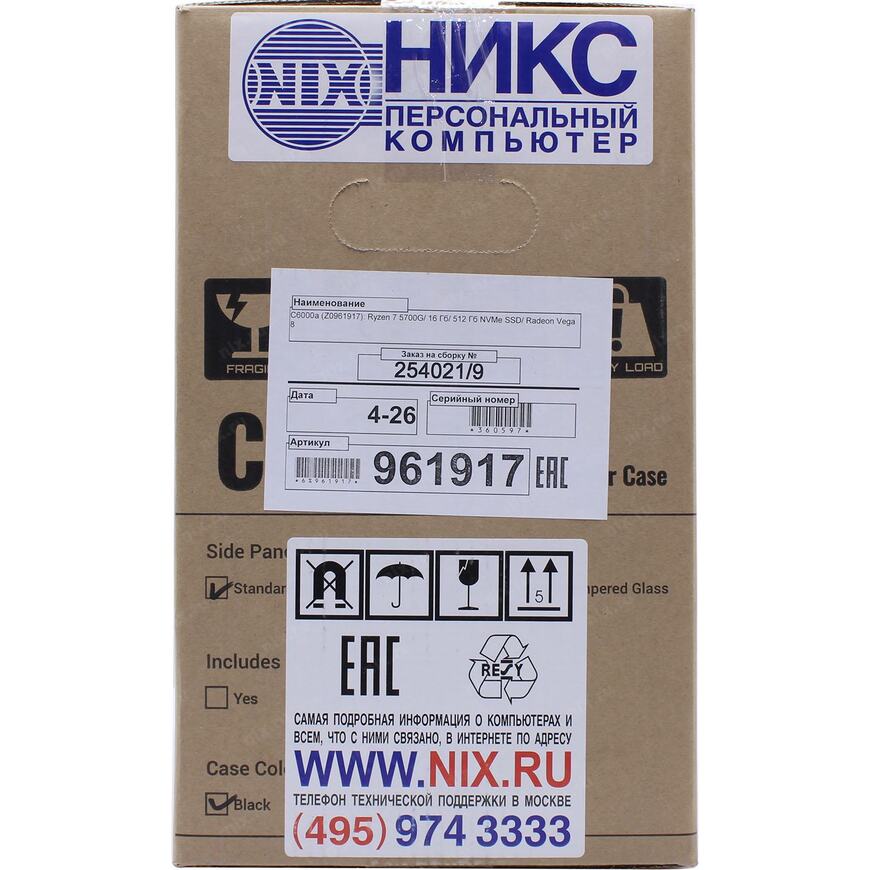 NIX
НИКС
ПЕРСОНАЛЬНЫЙ
КОМПЬЮТЕР
Наименование
C6000a (Z0961917): Ryzen 7 5700G/ 16 Гб/ 512 Гб NVMe SSD/ Radeon Vega
8
Заказ на сборку №
254021/9
FRAGI
Y LOAD
Дата
4-26
Серийный номер
*360597*
Артикул
961917
EAC
C
r Case
Side Pane
Standar
mpered Glass
5
Includes
Yes
EAC
RESY
САМАЯ ПОДРОБНАЯ ИНФОРМАЦИЯ О КОМПЬЮТЕРАХ И
ВСЕМ, ЧТО С НИМИ СВЯЗАНО, В ИНТЕРНЕТЕ ПО АДРЕСУ
WWW.NIX.RU
Case Colo
Black
ТЕЛЕФОН ТЕХНИЧЕСКОЙ ПОДДЕРЖКИ В МОСКВЕ
(495) 974 3333